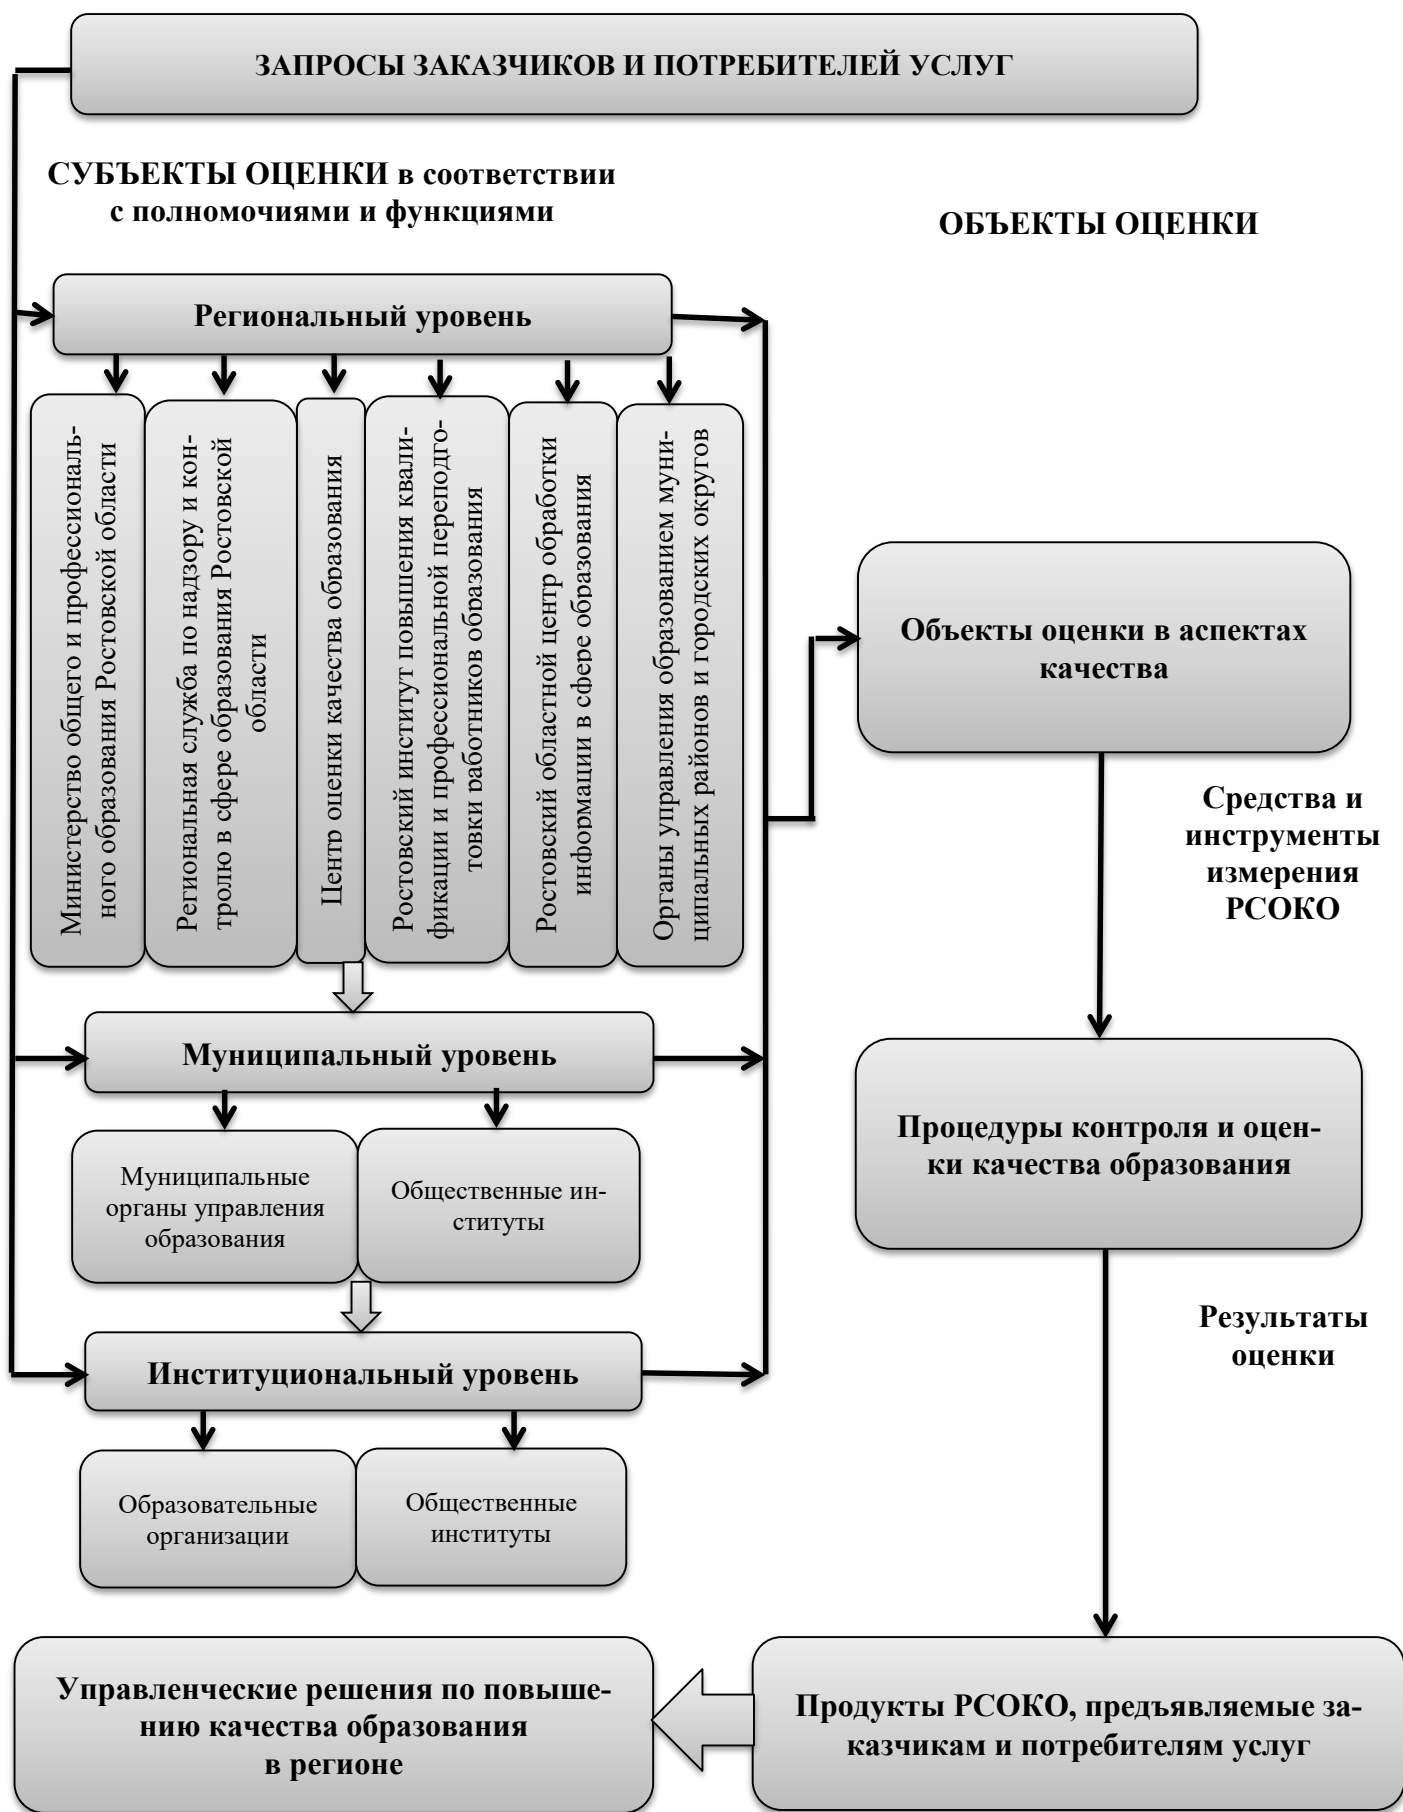 ЗАПРОСЫ ЗАКАЗЧИКОВ И ПОТРЕБИТЕЛЕЙ УСЛУГ
СУБЪЕКТЫ ОЦЕНКИ в соответствии
с полномочиями и функциями
ОБЪЕКТЫ ОЦЕНКИ
Региональный уровень
Министерство общего и профессиональ-
ного образования Ростовской области
Региональная служба по надзору и кон-
тролю в сфере образования Ростовской
области
Центр оценки качества образования
Ростовский институт повышения квали-
фикации и профессиональной переподго-
товки работников образования
Ростовский областной центр обработки
информации в сфере образования
Органы управления образованием муни-
ципальных районов и городских округов
Объекты оценки в аспектах
качества
Средства и
инструменты
измерения
РСОКО
Муниципальный уровень
Муниципальные
органы управления
образования
Общественные ин-
ституты
Процедуры контроля и оцен-
ки качества образования
Результаты
оценки
Институциональный уровень
Образовательные
организации
Общественные
институты
Управленческие решения по повыше-
нию качества образования
в регионе
Продукты РСОКО, предъявляемые за-
казчикам и потребителям услуг